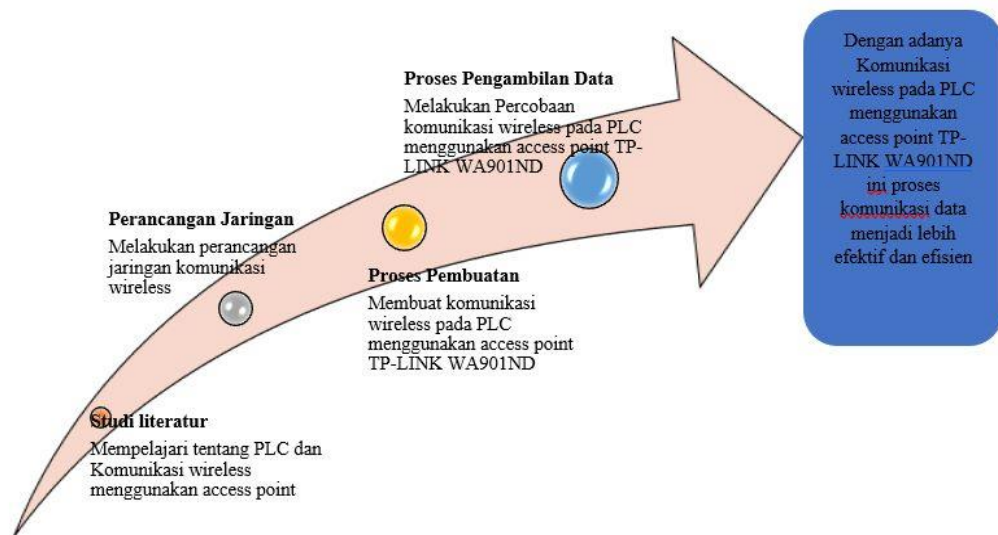 Studi literatur
Mempelajari tentang PLC dan
Komunikasi wireless
menggunakan access point
Perancangan Jaringan
Melakukan perancangan
jaringan komunikasi
wireless
Proses Pembuatan
Membuat komunikasi
wireless pada PLC
menggunakan access point
TP-LINK WA901ND
Proses Pengambilan Data
Melakukan Percobaan
komunikasi wireless pada PLC
menggunakan access point TP-
LINK WA901ND
Dengan adanya
Komunikasi
wireless pada PLC
menggunakan
access point TP-
LINK WA901ND
ini proses
komunikasi data
menjadi lebih
efektif dan efisien